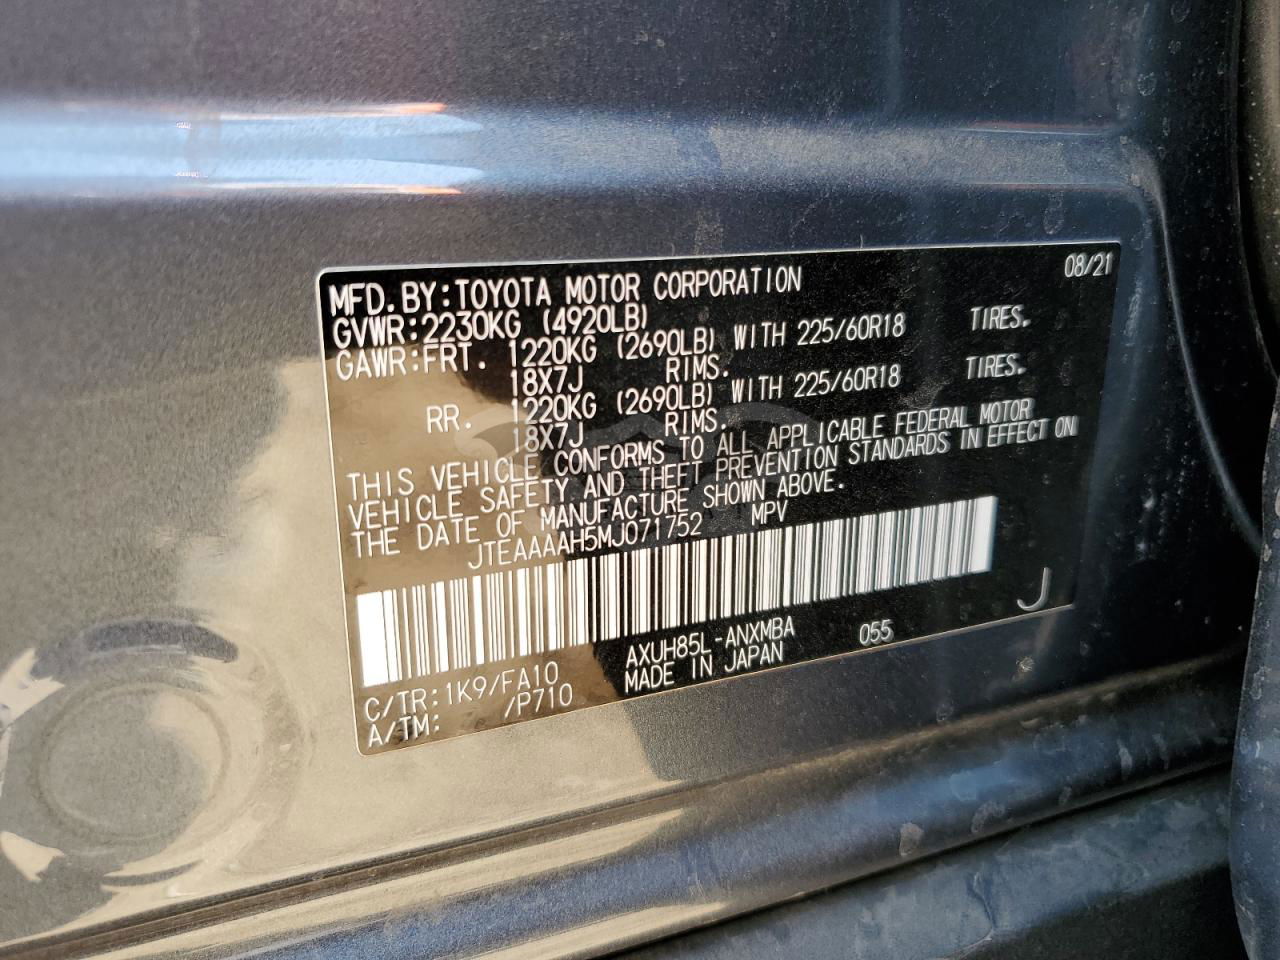 08/21
MFD.BY:TOYOTA MOTOR CORPORATION
GVWR:2230KG (4920LB)
GAWR:FRT. 1220KG (2690LB) WITH 225/60R18 TIRES.
18X7J RIMS.
RR. 1220KG (2690LB) WITH 225/60R18 TIRES.
18X7J RIMS.
THIS VEHICLE CONFORMS TO ALL APPLICABLE FEDERAL MOTOR
VEHICLE SAFETY AND THEFT PREVENTION STANDARDS IN EFFECT ON
THE DATE OF MANUFACTURE SHOWN ABOVE.
JTEAAAAH5MJ071752 MPV
J
C/TR:1K9/FA10 AXUH85L-ANXMBA 055
A/TM: /P710 MADE IN JAPAN